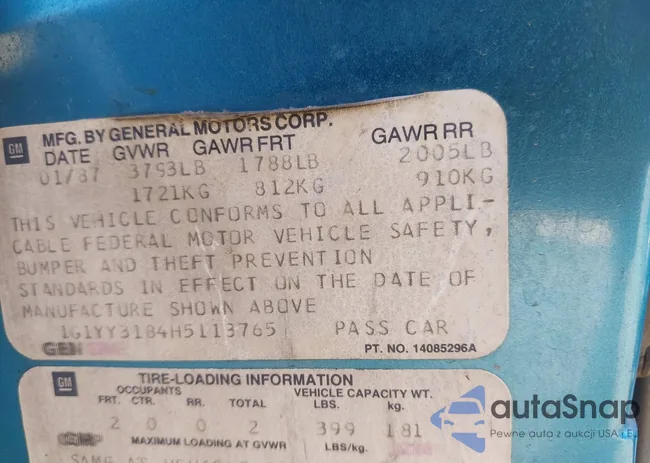 GM
MFG. BY GENERAL MOTORS CORP.
DATE GVWR GAWR FRT GAWR RR
01/87 3793LB 1788LB 2005LB
1721KG 812KG 910KG
THIS VEHICLE CONFORMS TO ALL APPLI-
CABLE FEDERAL MOTOR VEHICLE SAFETY,
BUMPER AND THEFT PREVENTION
STANDARDS IN EFFECT ON THE DATE OF
MANUFACTURE SHOWN ABOVE
1G1YY3184H5113765 PASS CAR
PT. NO. 14085296A
GM
TIRE-LOADING INFORMATION
OCCUPANTS VEHICLE CAPACITY WT.
FRT. CTR. RR. TOTAL LBS. kg.
2 0 0 2 399 181
MAXIMUM LOADING AT GVWR LBS/kg.
SAME AT
autaSnap
Pewne auta z aukcji USA i EU